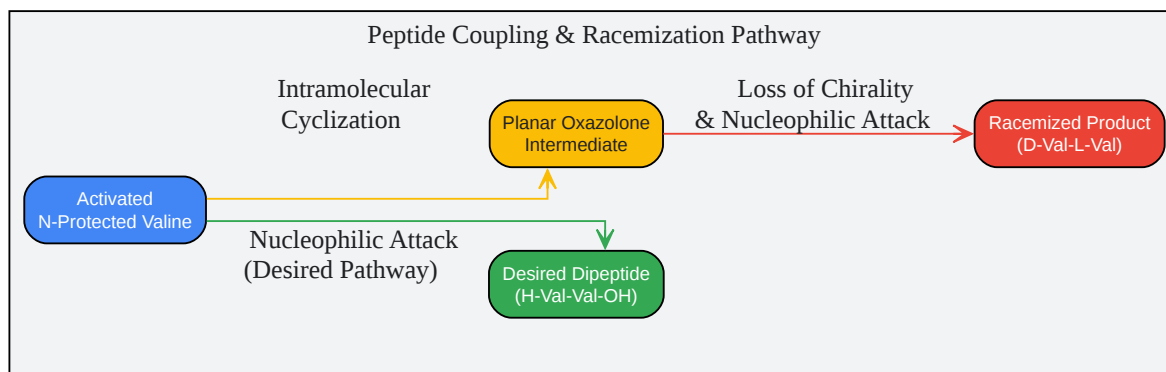 Peptide Coupling & Racemization Pathway
Intramolecular
Cyclization
Loss of Chirality
& Nucleophilic Attack
Planar Oxazolone
Intermediate
Racemized Product
(D-Val-L-Val)
Activated
N-Protected Valine
Nucleophilic Attack
(Desired Pathway)
Desired Dipeptide
(H-Val-Val-OH)